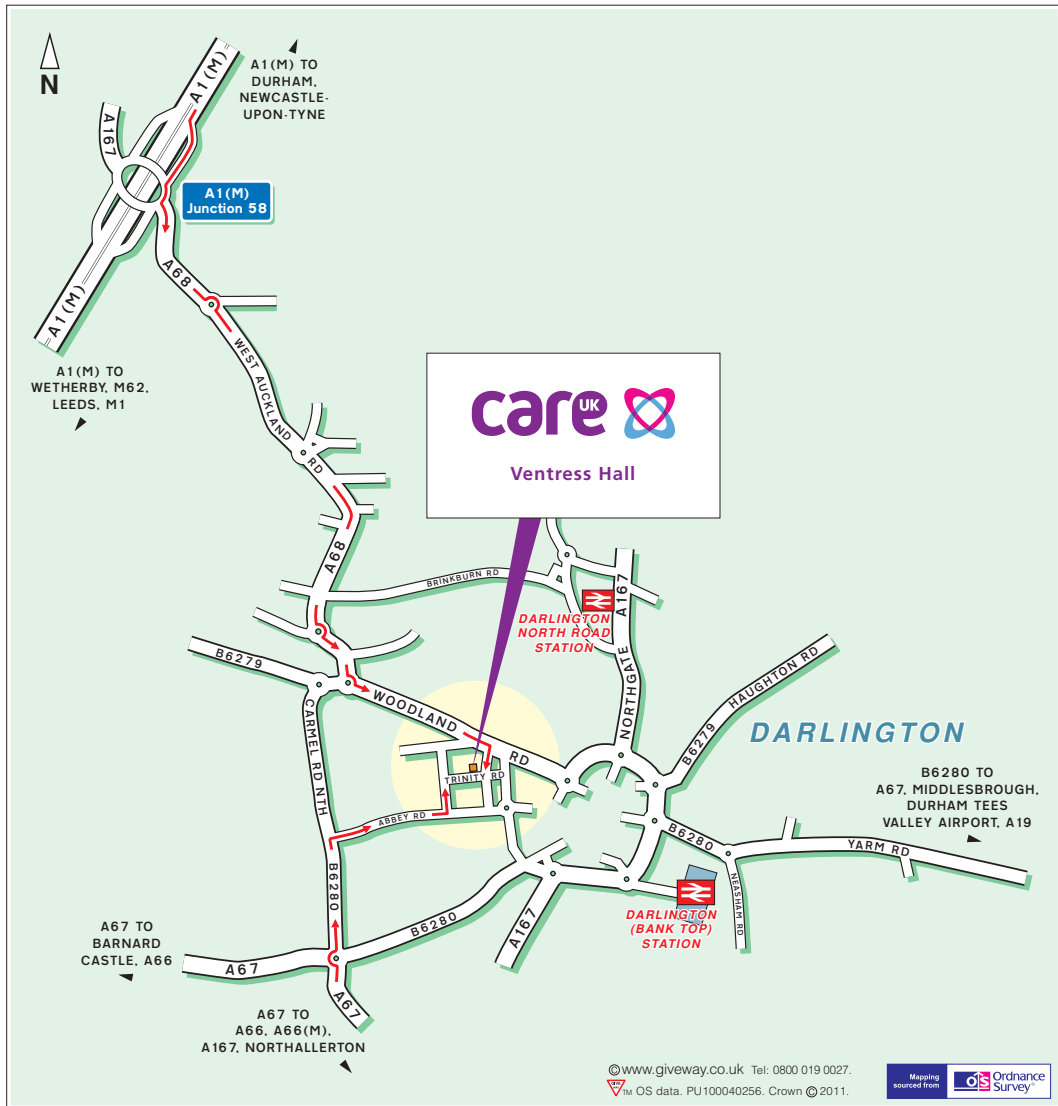 N
A1(M) TO
DURHAM,
NEWCASTLE-
UPON-TYNE
A1(M)
A167
A1(M)
Junction 58
A68
A1(M)
A1(M) TO
WETHERBY, M62,
LEEDS, M1
WEST AUCKLAND
RD
care UK
Ventress Hall
A68
BRINKBURN RD
A167
DARLINGTON
NORTH ROAD
STATION
NORTHGATE
B6279
WOODLAND
RD
HAUGHTON RD
B6279
DARLINGTON
CARMEL RD NTH
TRINITY RD
ABBEY RD
B6280 TO
A67, MIDDLESBROUGH,
DURHAM TEES
VALLEY AIRPORT, A19
B6280
YARM RD
NEASHAM RD
B6280
B6280
A167
DARLINGTON
(BANK TOP)
STATION
A67 TO
BARNARD
CASTLE, A66
A67
A67
A67 TO
A66, A66(M),
A167, NORTHALLERTON
© www.giveway.co.uk Tel: 0800 019 0027.
TM OS data. PU100040256. Crown © 2011.
Mapping
sourced from
OS Ordnance
Survey®